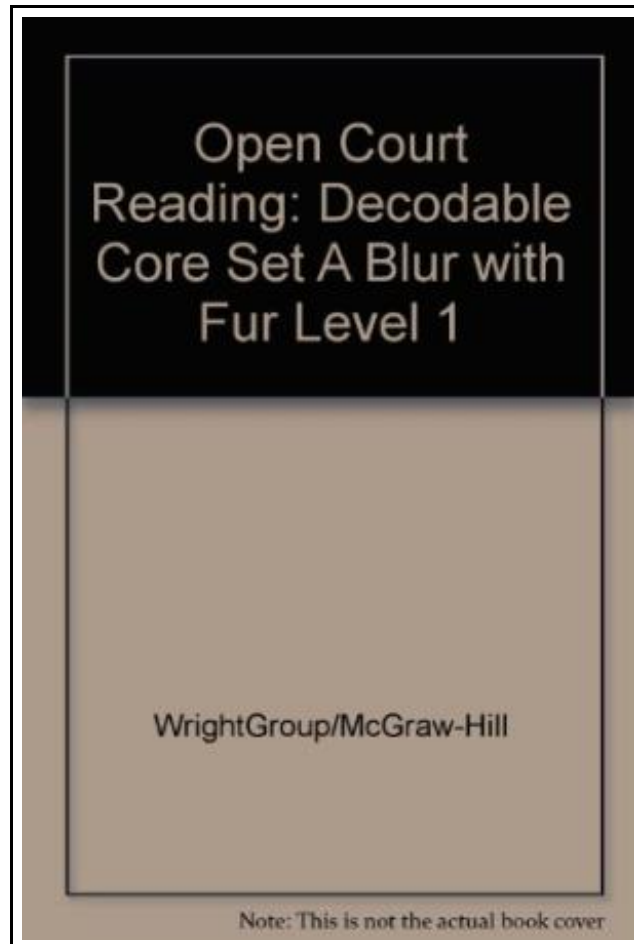 Open Court
Reading: Decodable
Core Set A Blur with
Fur Level 1
WrightGroup/McGraw-Hill
Note: This is not the actual book cover